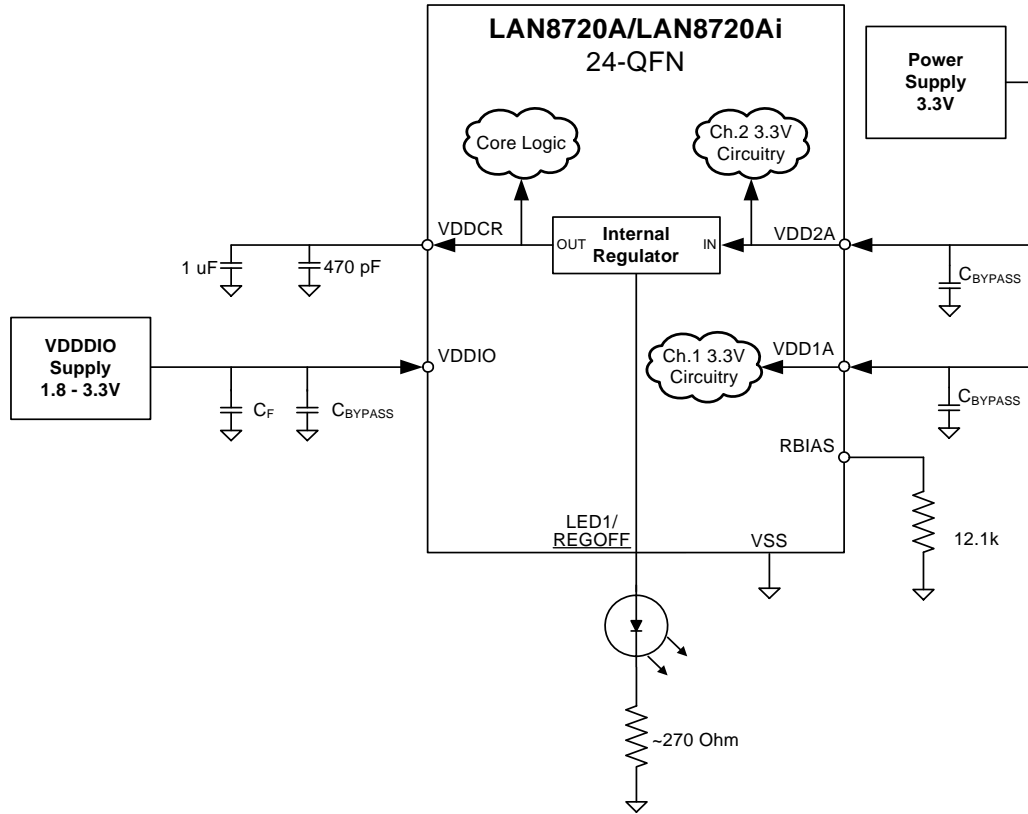 LAN8720A/LAN8720Ai
24-QFN
Power
Supply
3.3V
Core Logic
Ch.2 3.3V
Circuitry
VDDCR
OUT
Internal
Regulator
IN
VDD2A
1 uF
470 pF
CBYPASS
VDDDIO
Supply
1.8 - 3.3V
VDDIO
Ch.1 3.3V
Circuitry
VDD1A
CF
CBYPASS
CBYPASS
RBIAS
12.1k
LED1/
REGOFF
VSS
~270 Ohm